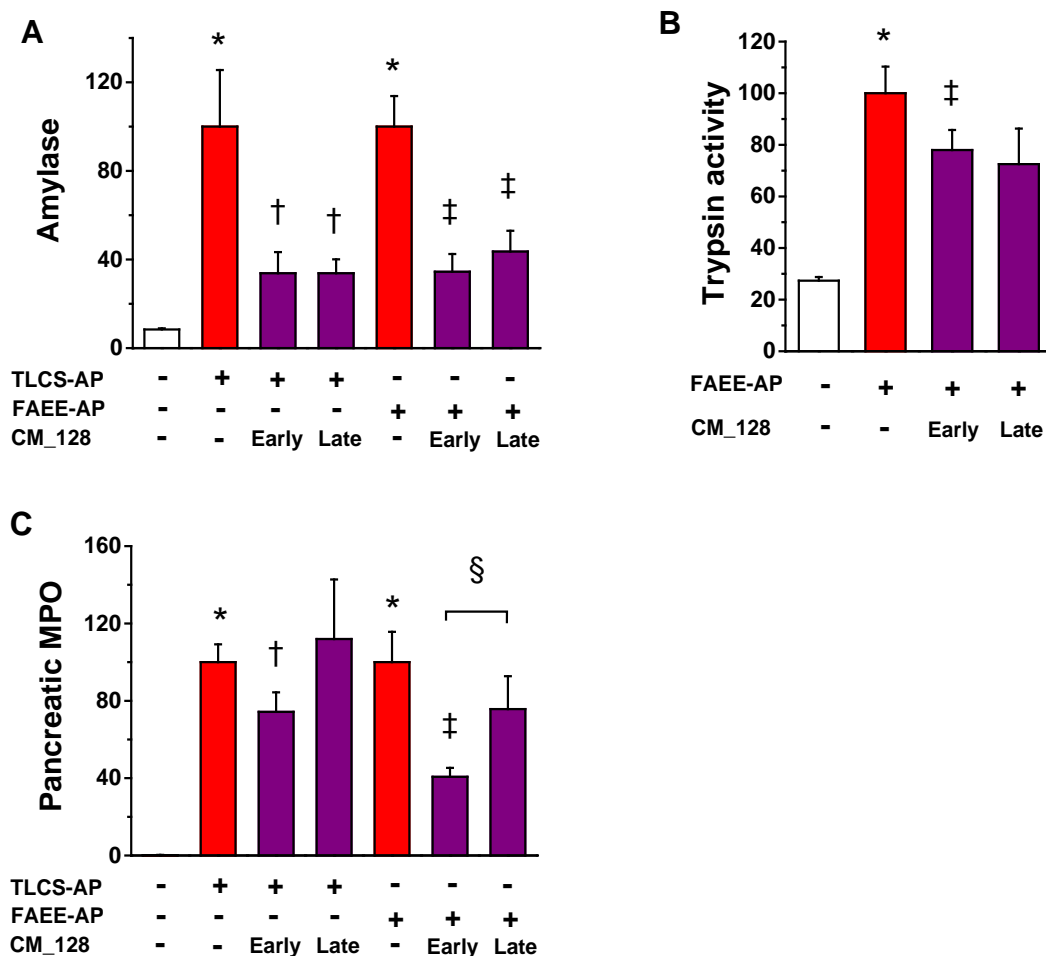 A
Amylase
120
80
40
0
* † † * ‡ ‡
TLCS-AP - + + + - - -
FAEE-AP - - - - + + +
CM_128 - - Early Late - Early Late
B
Trypsin activity
120
100
80
60
40
20
0
* ‡
FAEE-AP - + + +
CM_128 - - Early Late
C
Pancreatic MPO
160
120
80
40
0
* † * ‡ §
TLCS-AP - + + + - - -
FAEE-AP - - - - + + +
CM_128 - - Early Late - Early Late